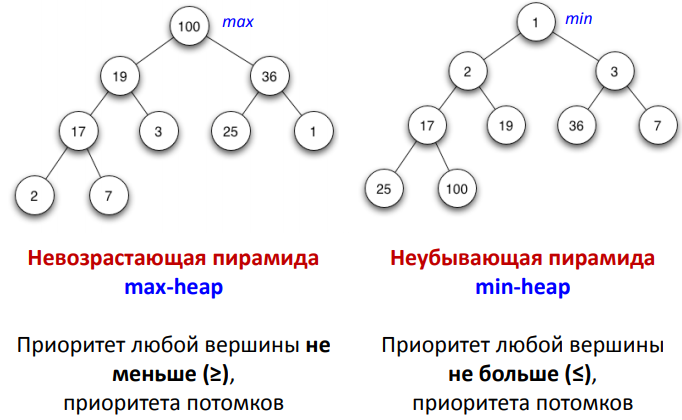 100 max
19 36
17 3 25 1
2 7
Невозрастающая пирамида
max-heap
Приоритет любой вершины не
меньше (≥),
приоритета потомков
1 min
2 3
17 19 36 7
25 100
Неубывающая пирамида
min-heap
Приоритет любой вершины
не больше (≤),
приоритета потомков